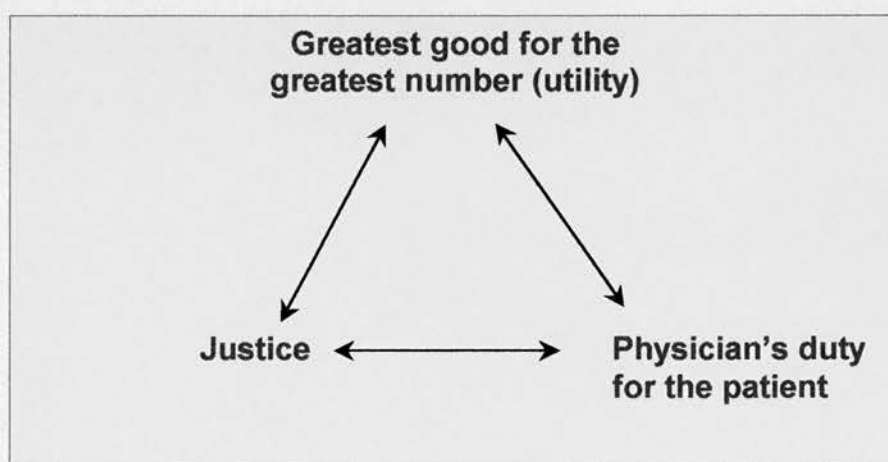 Greatest good for the
greatest number (utility)
Justice
Physician's duty
for the patient